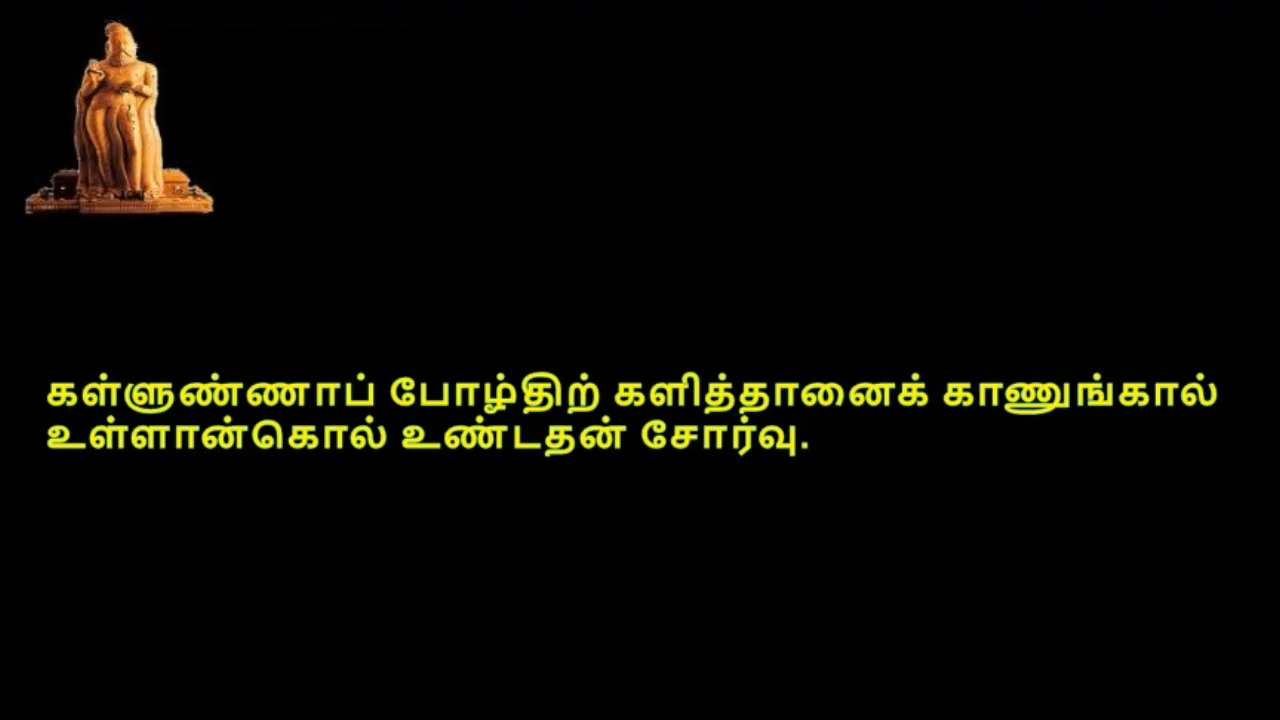 கள்ளுண்ணாப் போழ்திற் களித்தானைக் காணுங்கால்
உள்ளான்கொல் உண்டதன் சோர்வு.